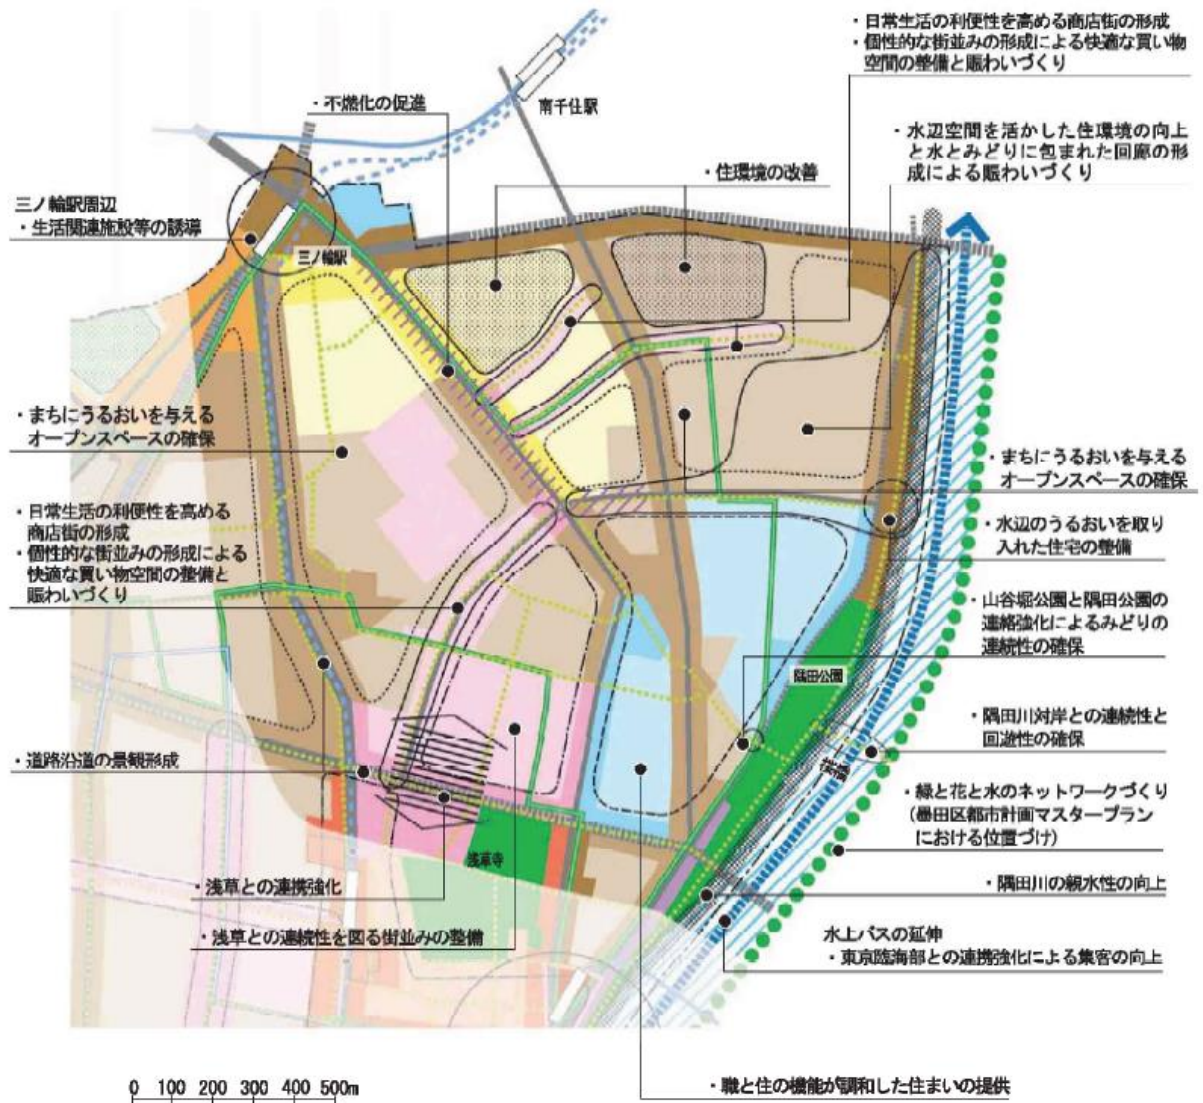 ・日常生活の利便性を高める商店街の形成
・個性的な街並みの形成による快適な買い物
空間の整備と賑わいづくり
・不燃化の促進
南千住駅
・水辺空間を活かした住環境の向上
と水とみどりに包まれた回廊の形
成による賑わいづくり
・住環境の改善
三ノ輪駅周辺
・生活関連施設等の誘導
三ノ輪駅
・まちにうるおいを与える
オープンスペースの確保
・まちにうるおいを与える
オープンスペースの確保
・日常生活の利便性を高める
商店街の形成
・個性的な街並みの形成による
快適な買い物空間の整備と
賑わいづくり
・水辺のうるおいを取り
入れた住宅の整備
・山谷堀公園と隅田公園の
連絡強化によるみどりの
連続性の確保
隅田公園
・隅田川対岸との連続性と
回遊性の確保
・道路沿道の景観形成
桜橋
・緑と花と水のネットワークづくり
(墨田区都市計画マスタープラン
における位置づけ)
浅草寺
・浅草との連携強化
・隅田川の親水性の向上
・浅草との連続性を図る街並みの整備
水上バスの延伸
・東京臨海部との連携強化による集客の向上
・職と住の機能が調和した住まいの提供
0 100 200 300 400 500m